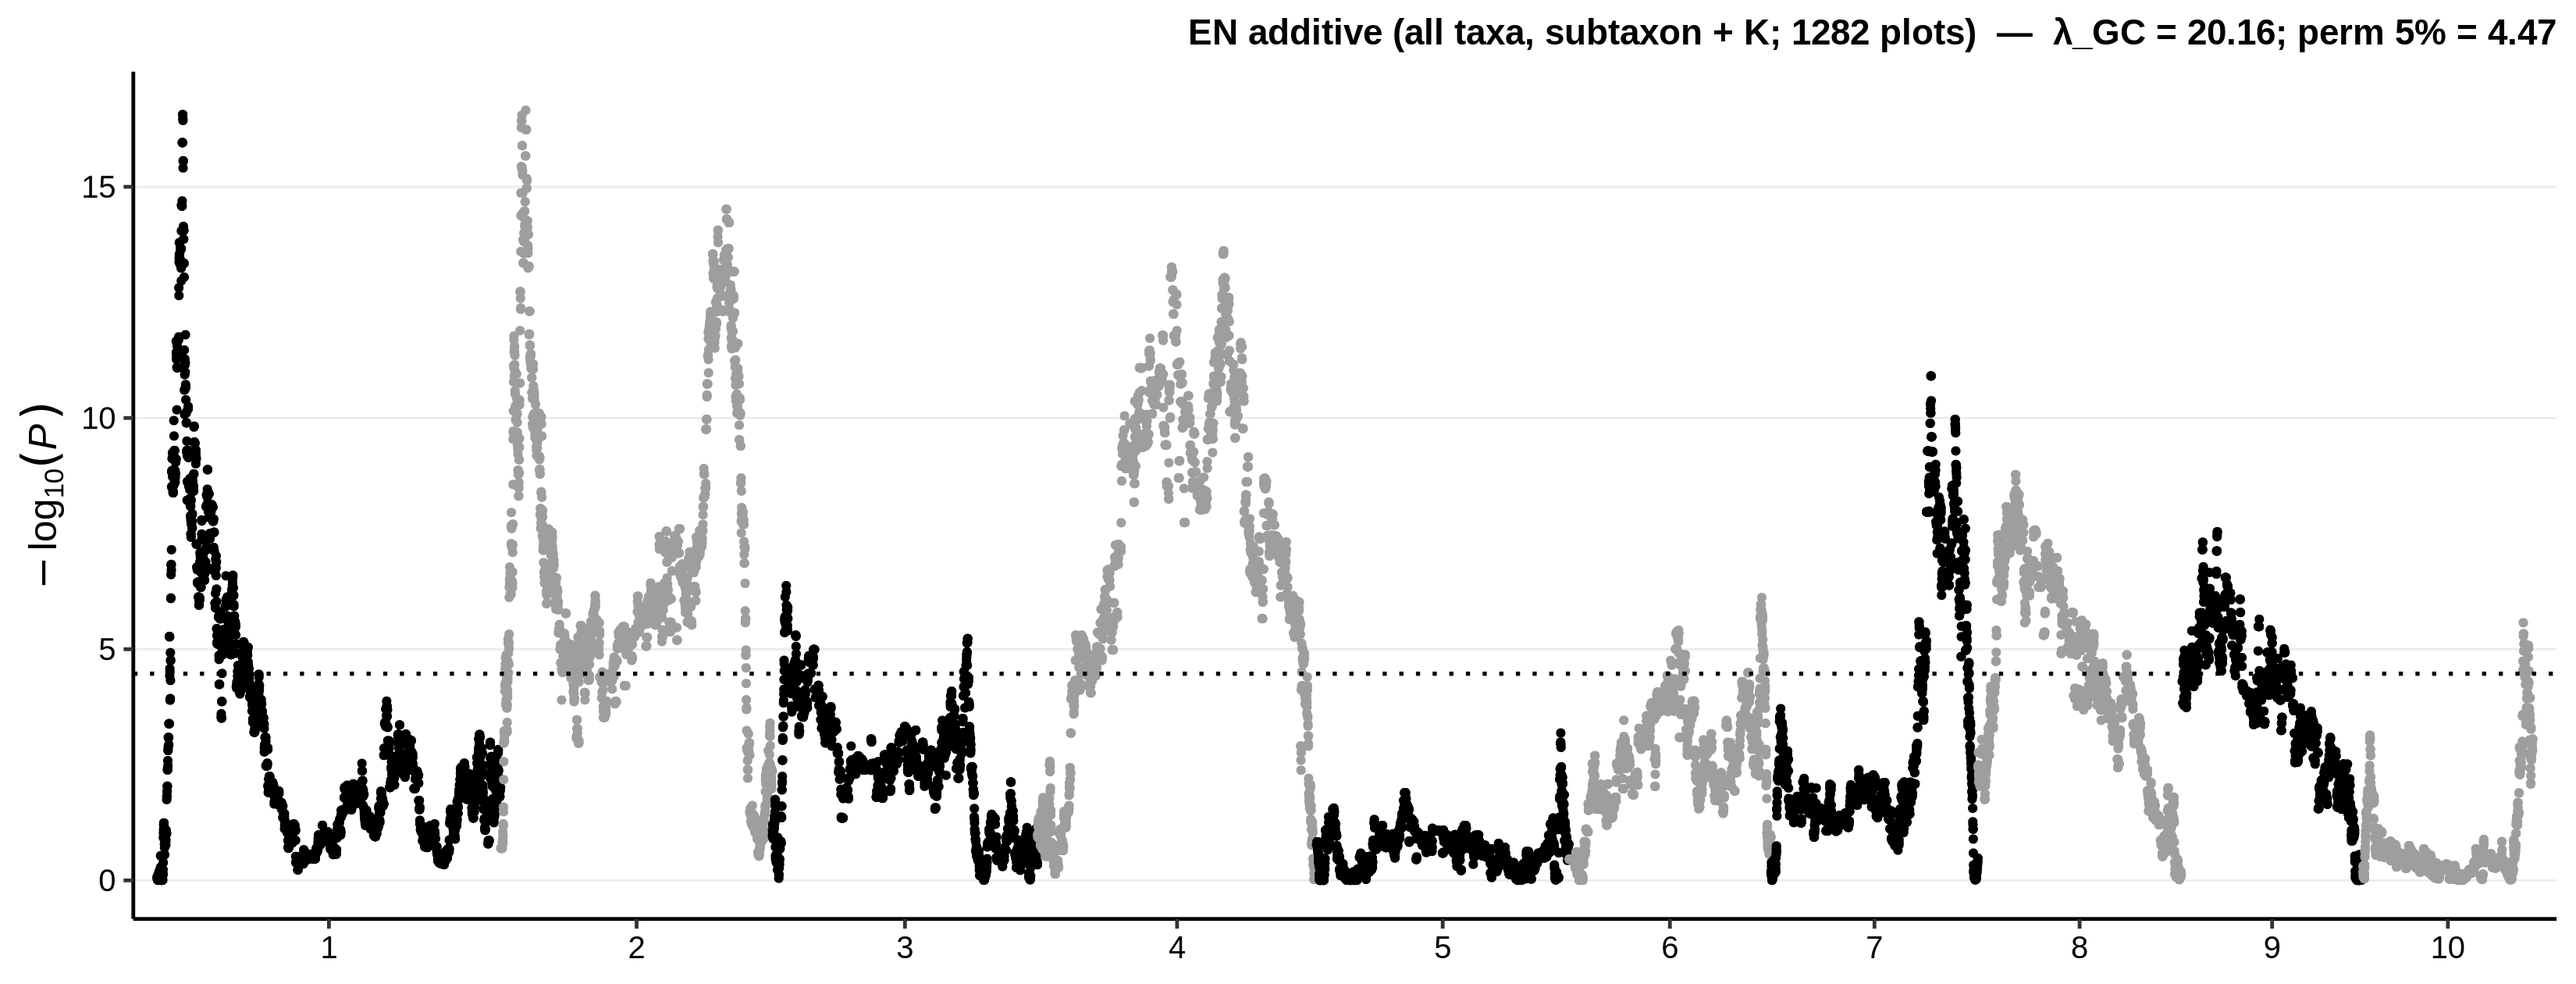 EN additive (all taxa, subtaxon + K; 1282 plots) — λ_GC = 20.16; perm 5% = 4.47
− log10(P)
15
10
5
0
1 2 3 4 5 6 7 8 9 10